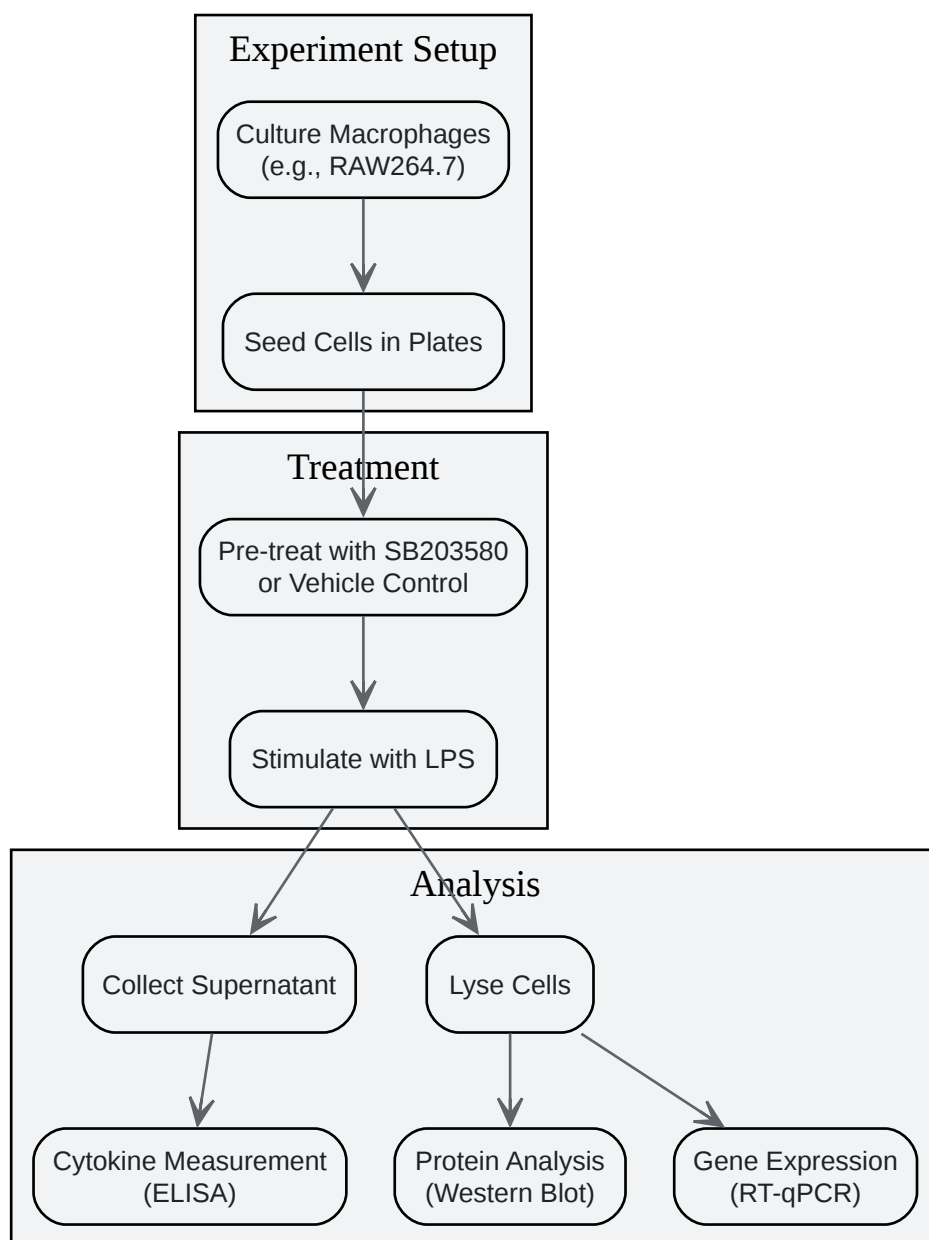 Experiment Setup
Culture Macrophages
(e.g., RAW264.7)
Seed Cells in Plates
Treatment
Pre-treat with SB203580
or Vehicle Control
Stimulate with LPS
Analysis
Collect Supernatant
Lyse Cells
Cytokine Measurement
(ELISA)
Protein Analysis
(Western Blot)
Gene Expression
(RT-qPCR)